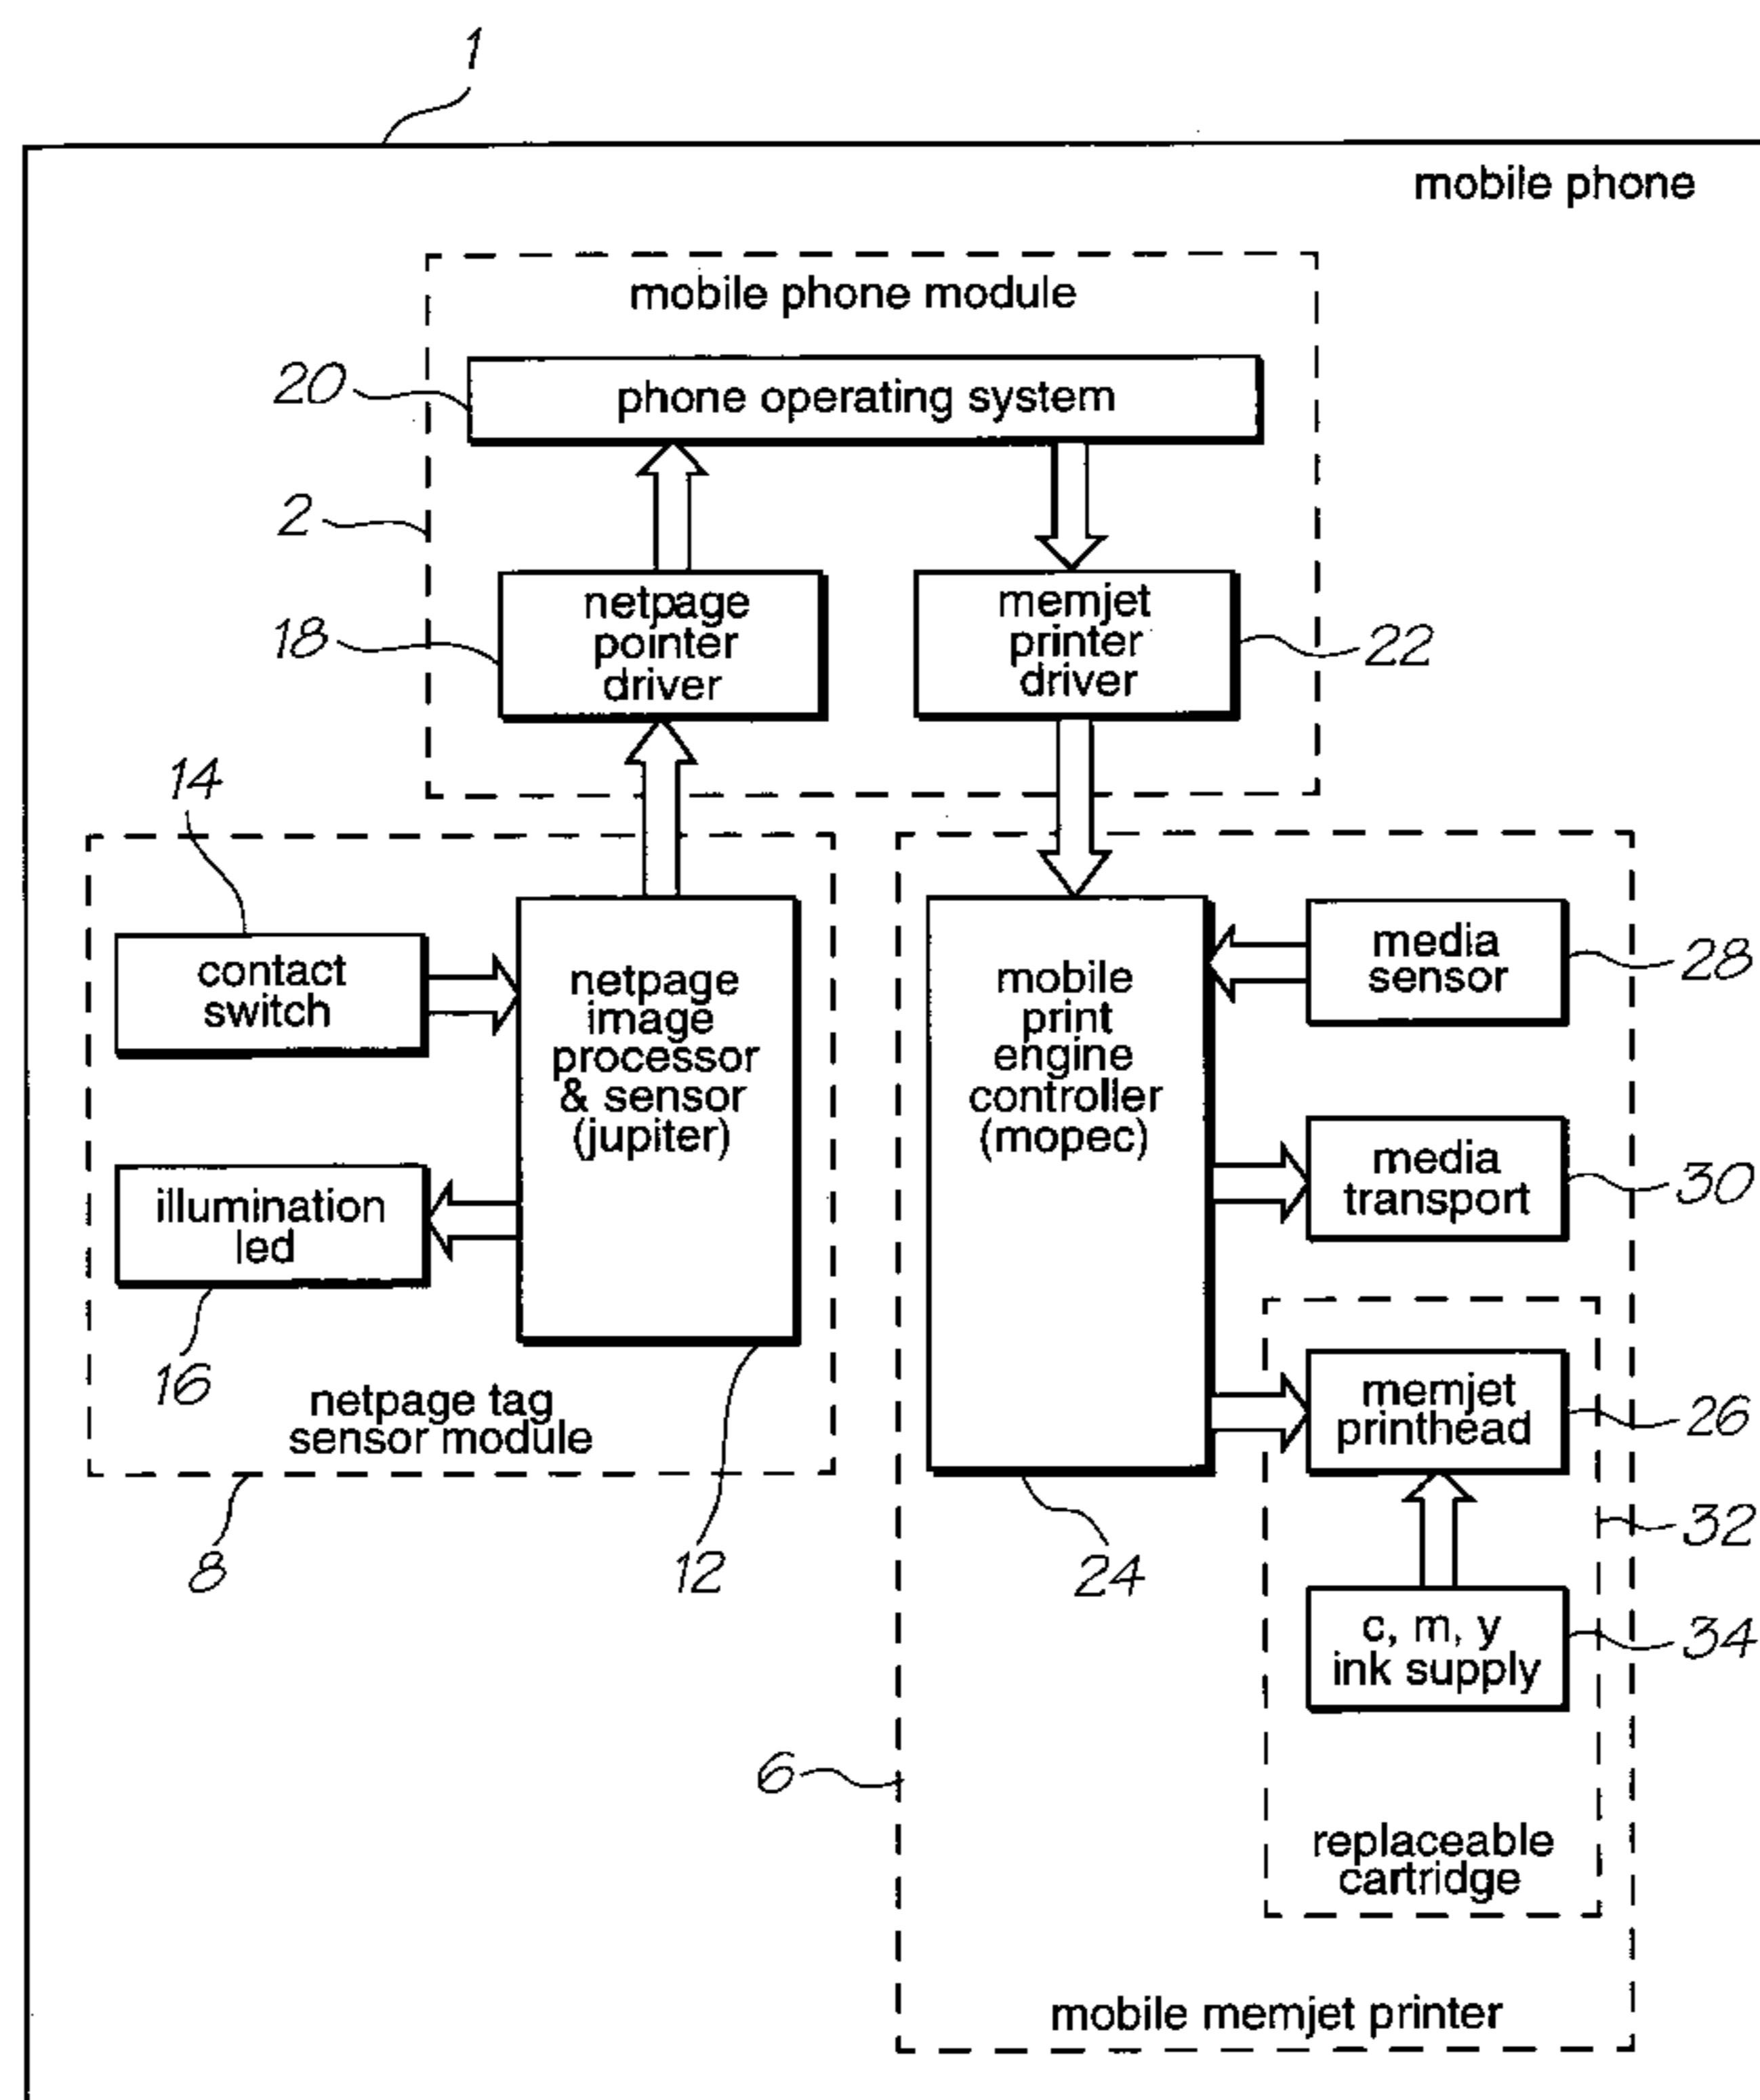 1
mobile phone
mobile phone module
20
phone operating system
2
18
netpage
pointer
driver
memjet
printer
driver
22
14
contact
switch
netpage
image
processor
& sensor
(jupiter)
illumination
led
16
netpage tag
sensor module
8
12
mobile
print
engine
controller
(mopec)
media
sensor
28
media
transport
30
memjet
printhead
26
32
24
c, m, y
ink supply
34
6
replaceable
cartridge
mobile memjet printer